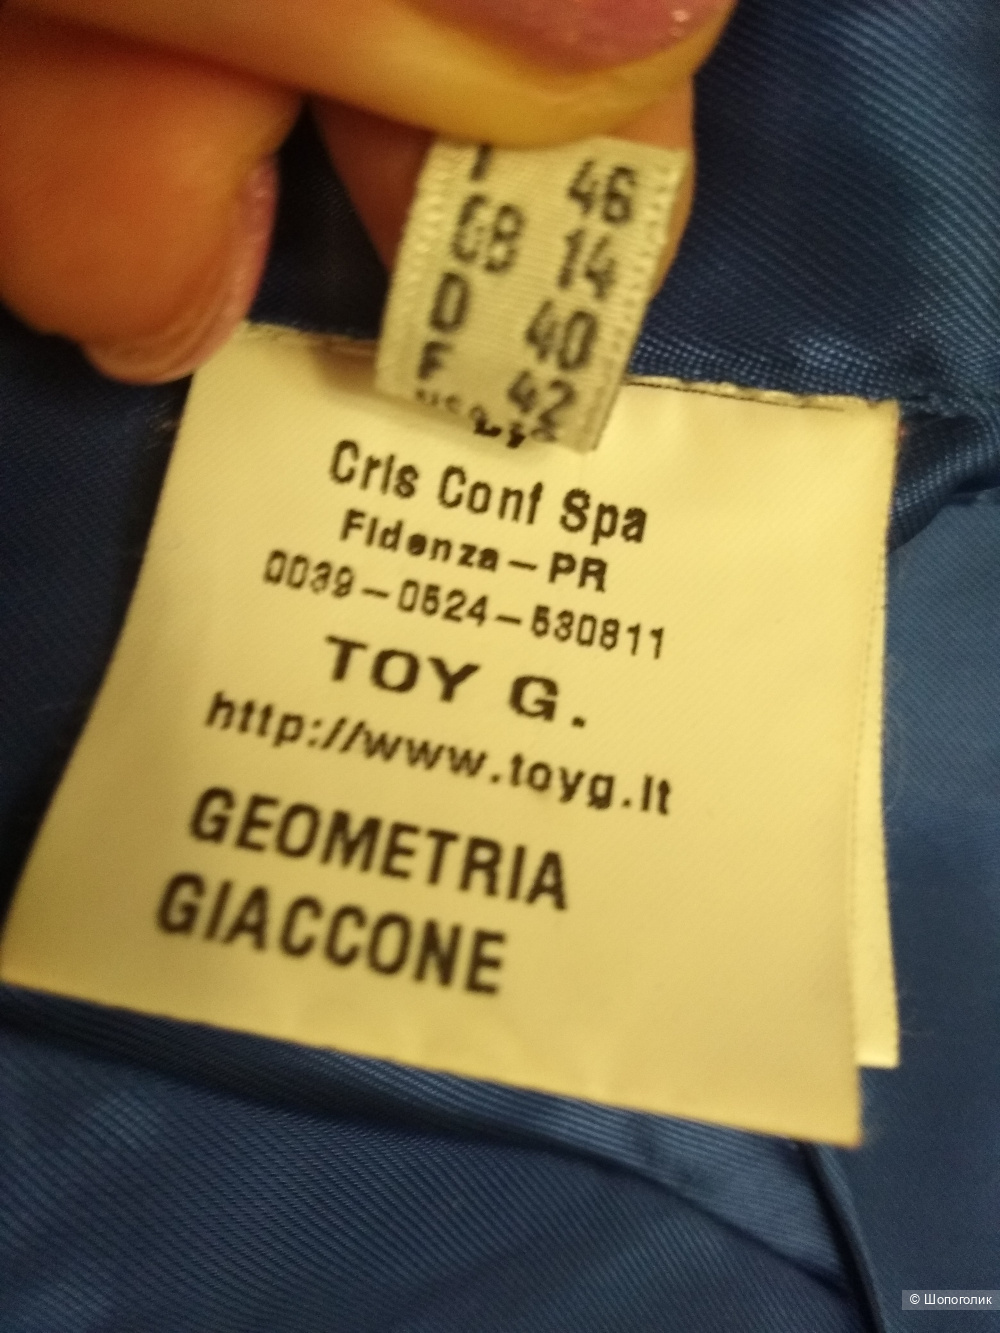 I 46
GB 14
D 40
F 42
by
Cris Conf Spa
Fidenza-PR
0039-0524-530811
TOY G.
http://www.toyg.it
GEOMETRIA
GIACCONE
© Шопоголик